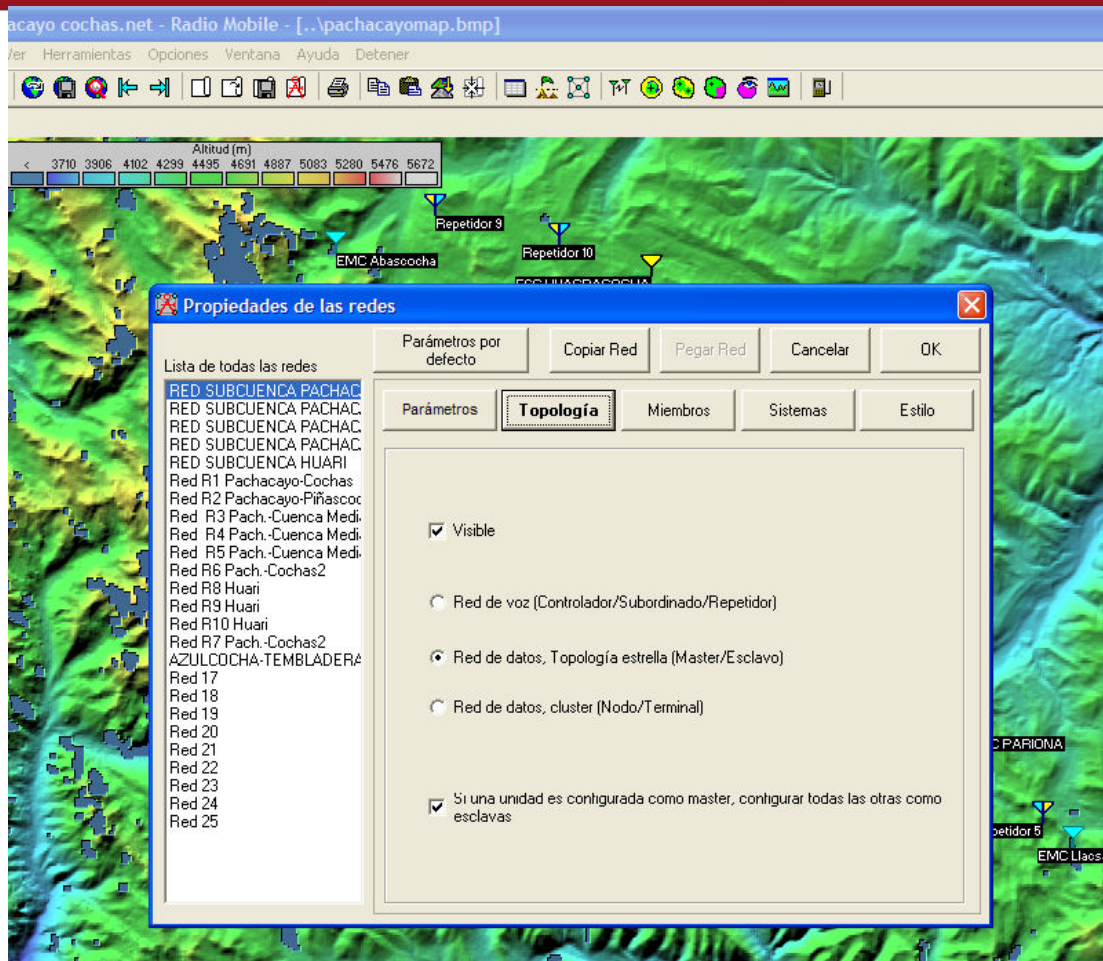 acayo cochas.net - Radio Mobile - [..\pachacayomap.bmp]
Ver Herramientas Opciones Ventana Ayuda Detener
Altitud (m)
< 3710 3906 4102 4299 4495 4691 4887 5083 5280 5476 5672
Repetidor 9
Repetidor 10
EMC Abascocha
Propiedades de las redes
Lista de todas las redes
Parámetros por defecto
Copiar Red
Pegar Red
Cancelar
OK
Parámetros
Topología
Miembros
Sistemas
Estilo
RED SUBCUENCA PACHAC
RED SUBCUENCA PACHAC
RED SUBCUENCA PACHAC
RED SUBCUENCA PACHAC
RED SUBCUENCA HUARI
Red R1 Pachacayo-Cochas
Red R2 Pachacayo-Piñascoc
Red R3 Pach.-Cuenca Medi
Red R4 Pach.-Cuenca Medi
Red R5 Pach.-Cuenca Medi
Red R6 Pach.-Cochas2
Red R8 Huari
Red R9 Huari
Red R10 Huari
Red R7 Pach.-Cochas2
AZULCOCHA-TEMBLADERA
Red 17
Red 18
Red 19
Red 20
Red 21
Red 22
Red 23
Red 24
Red 25
Visible
Red de voz (Controlador/Subordinado/Repetidor)
Red de datos, Topología estrella (Master/Esclavo)
Red de datos, cluster (Nodo/Terminal)
Si una unidad es configurada como master, configurar todas las otras como
esclavas
C PARIONA
petidor 5
EMC Llacs